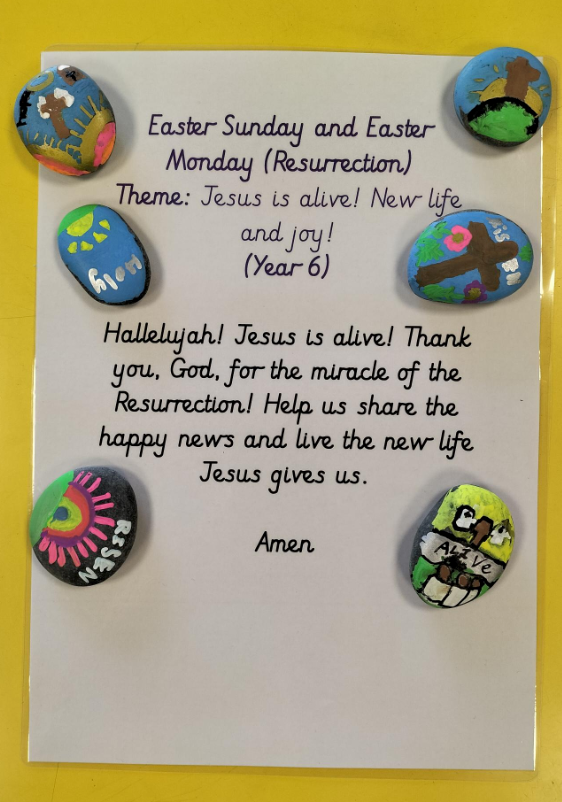 Easter Sunday and Easter
Monday (Resurrection)
Theme: Jesus is alive! New life
and joy!
(Year 6)
Holy
Risen
Hallelujah! Jesus is alive! Thank
you, God, for the miracle of the
Resurrection! Help us share the
happy news and live the new life
Jesus gives us.
Amen
RISEN
ALIVE